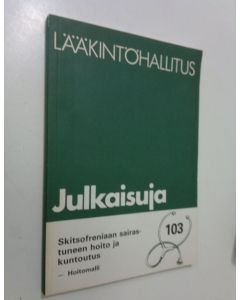 LÄÄKINTÖHALLITUS
Julkaisuja
103
Skitsofreniaan sairas-
tuneen hoito ja
kuntoutus
— Hoitomalli